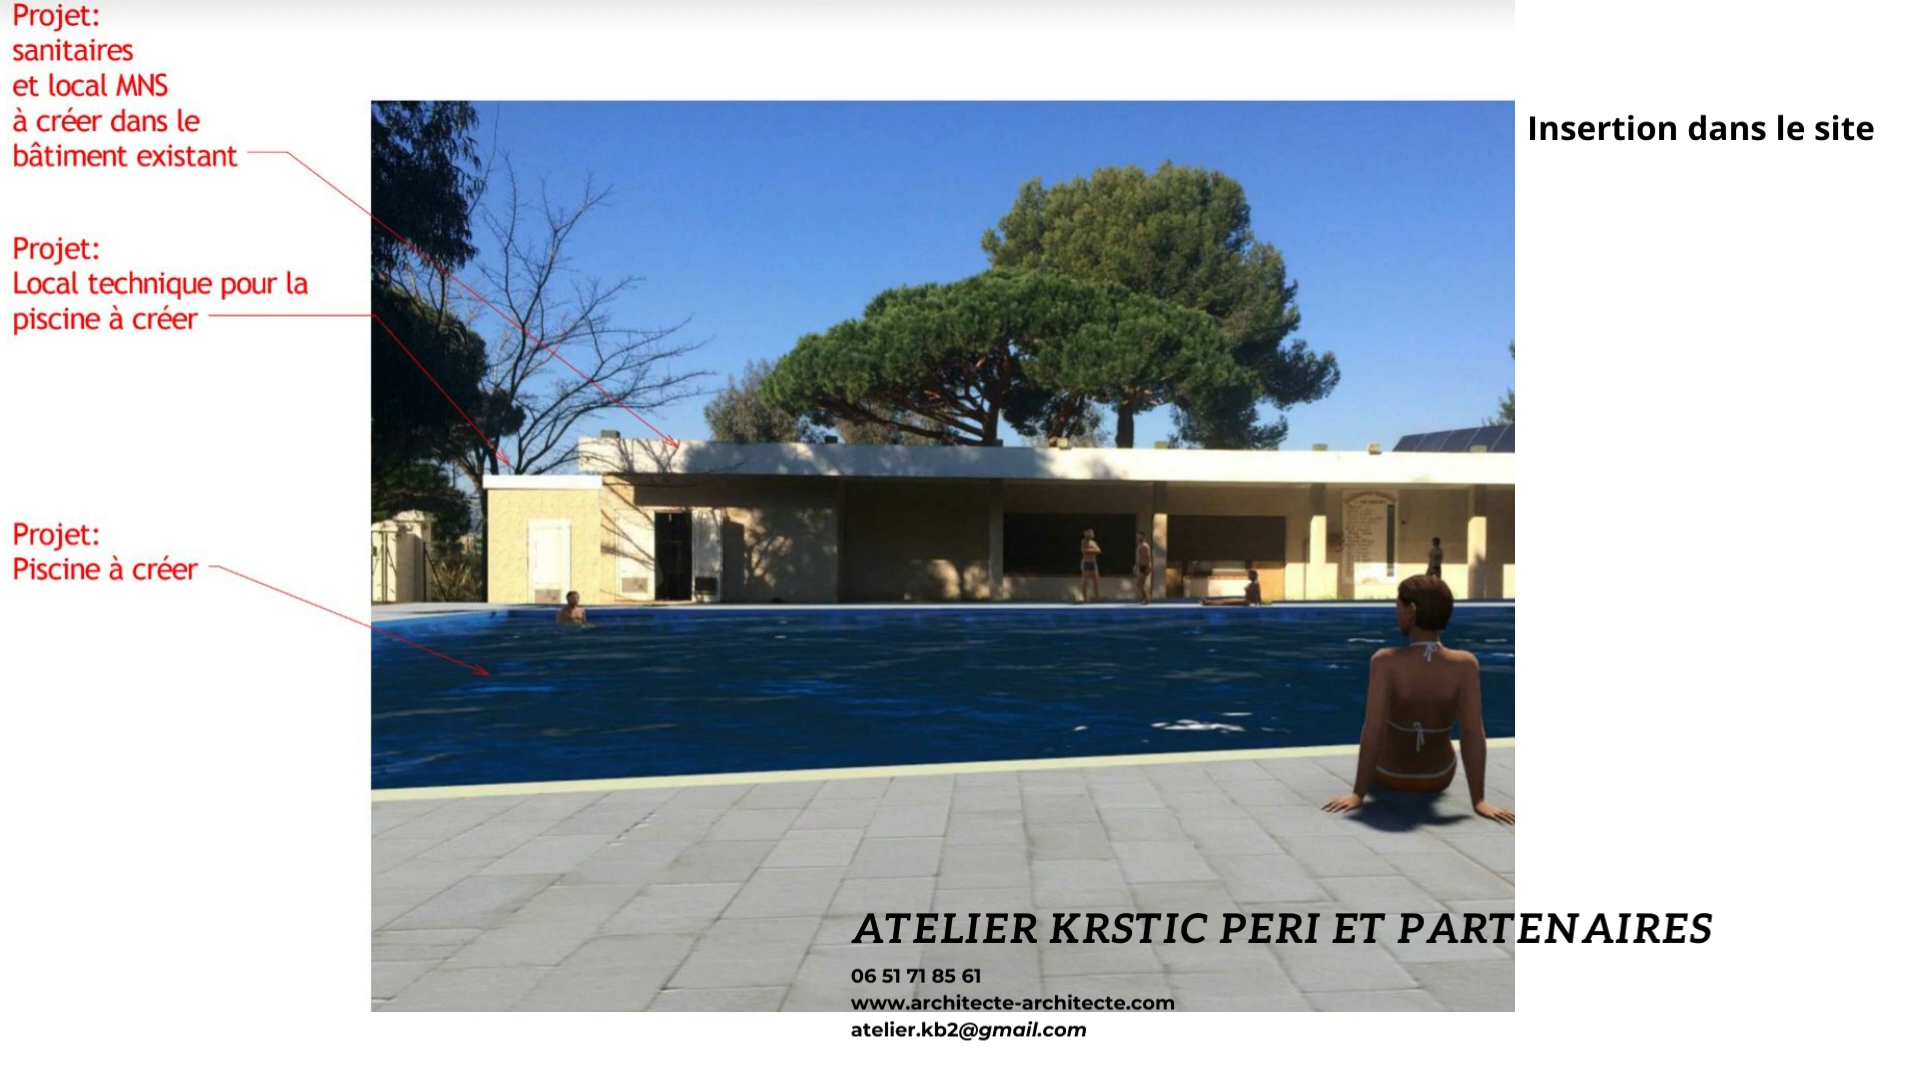 Projet:
sanitaires
et local MNS
à créer dans le
bâtiment existant
Projet:
Local technique pour la
piscine à créer
Projet:
Piscine à créer
Insertion dans le site
ATELIER KRSTIC PERI ET PARTENAIRES
06 51 71 85 61
www.architecte-architecte.com
atelier.kb2@gmail.com